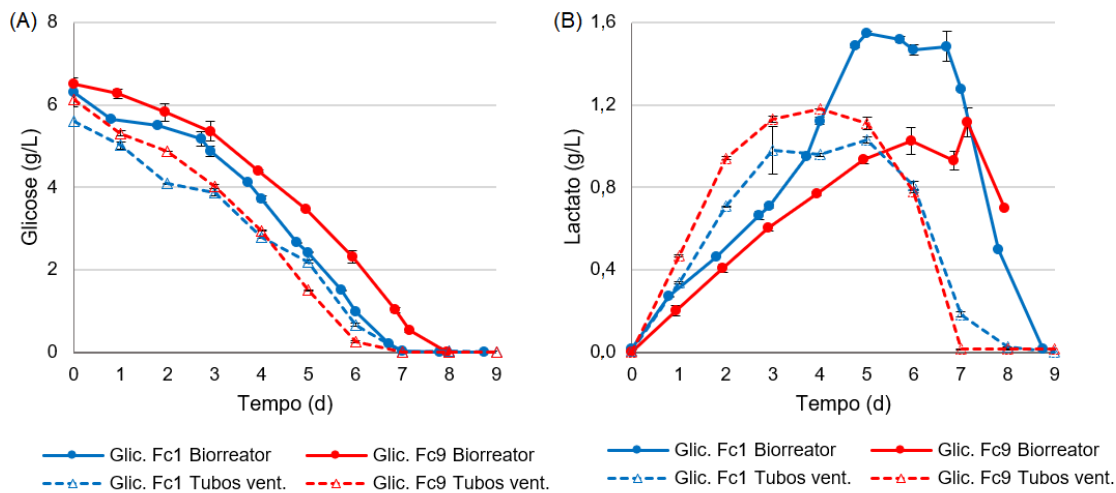 (A)
8
6
4
2
0
Glicose (g/L)
0 1 2 3 4 5 6 7 8 9
Tempo (d)
Glic. Fc1 Biorreator
Glic. Fc9 Biorreator
Glic. Fc1 Tubos vent.
Glic. Fc9 Tubos vent.
(B)
1,6
1,2
0,8
0,4
0,0
Lactato (g/L)
0 1 2 3 4 5 6 7 8 9
Tempo (d)
Glic. Fc1 Biorreator
Glic. Fc9 Biorreator
Glic. Fc1 Tubos vent.
Glic. Fc9 Tubos vent.